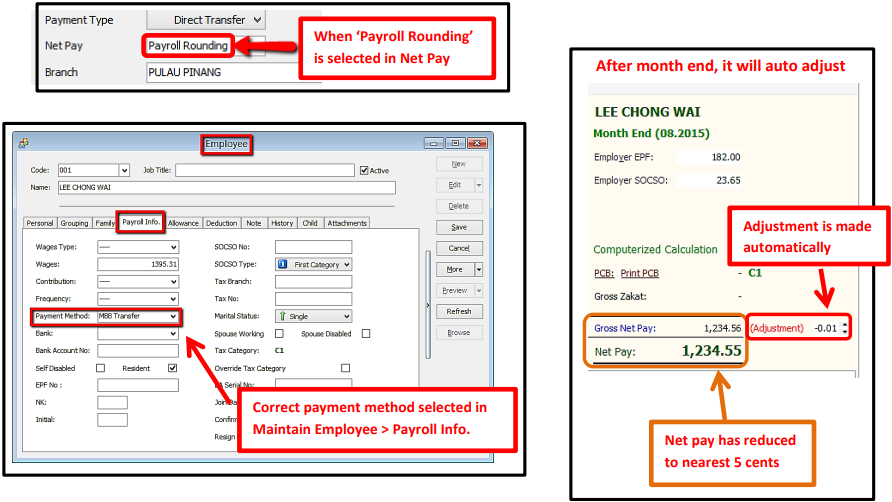 Payment Type Direct Transfer
Net Pay Payroll Rounding
Branch PULAU PINANG
When ‘Payroll Rounding’
is selected in Net Pay
Employee
Code: 001 Job Title: Active
Name: LEE CHONG WAI
New
Edit
Delete
Save
Cancel
More
Preview
Refresh
Browse
Personal Grouping Family Payroll Info. Allowance Deduction Note History Child Attachments
Wages Type: ----
Wages: 1395.31
Contribution: ----
Frequency: ----
Payment Method: MBB Transfer
Bank:
Bank Account No:
Self Disabled Resident
EPF No :
NK:
Initial:
SOCSO No:
SOCSO Type: 1 First Category
Tax Branch:
Tax No:
Marital Status: Single
Spouse Working Spouse Disabled
Tax Category: C1
Override Tax Category
EA Serial No:
Join Da
Confirm
Resign
Correct payment method selected in
Maintain Employee > Payroll Info.
After month end, it will auto adjust
LEE CHONG WAI
Month End (08.2015)
Employer EPF: 182.00
Employer SOCSO: 23.65
Adjustment is made
automatically
Computerized Calculation
PCB: Print PCB - C1
Gross Zakat: -
Gross Net Pay: 1,234.56 (Adjustment) -0.01
Net Pay: 1,234.55
Net pay has reduced
to nearest 5 cents